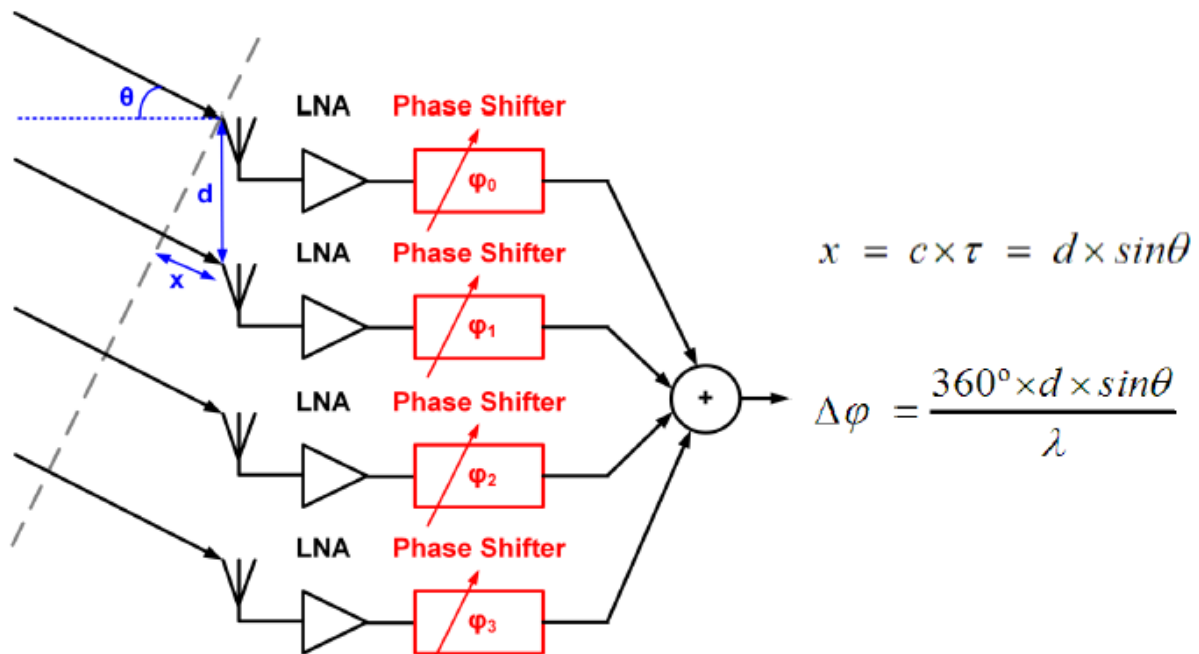 LNA Phase Shifter
θ
φ₀
d
LNA Phase Shifter
x
φ₁
x = c × τ = d × sinθ
LNA Phase Shifter
+
Δφ = 360º × d × sinθ / λ
φ₂
LNA Phase Shifter
φ₃